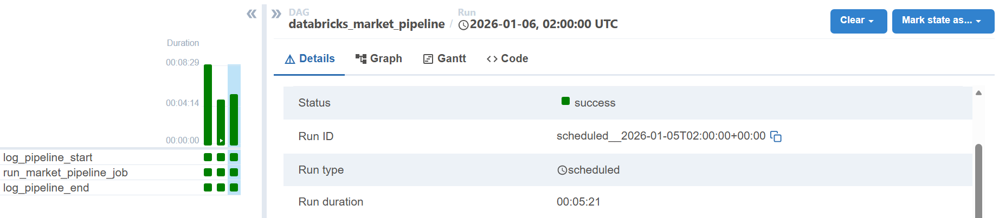 DAG
databricks_market_pipeline / 
Run
2026-01-06, 02:00:00 UTC
Clear
Mark state as...
Details
Graph
Gantt
Code
Duration
00:08:29
00:04:14
00:00:00
log_pipeline_start
run_market_pipeline_job
log_pipeline_end
Status
success
Run ID
scheduled__2026-01-05T02:00:00+00:00
Run type
scheduled
Run duration
00:05:21